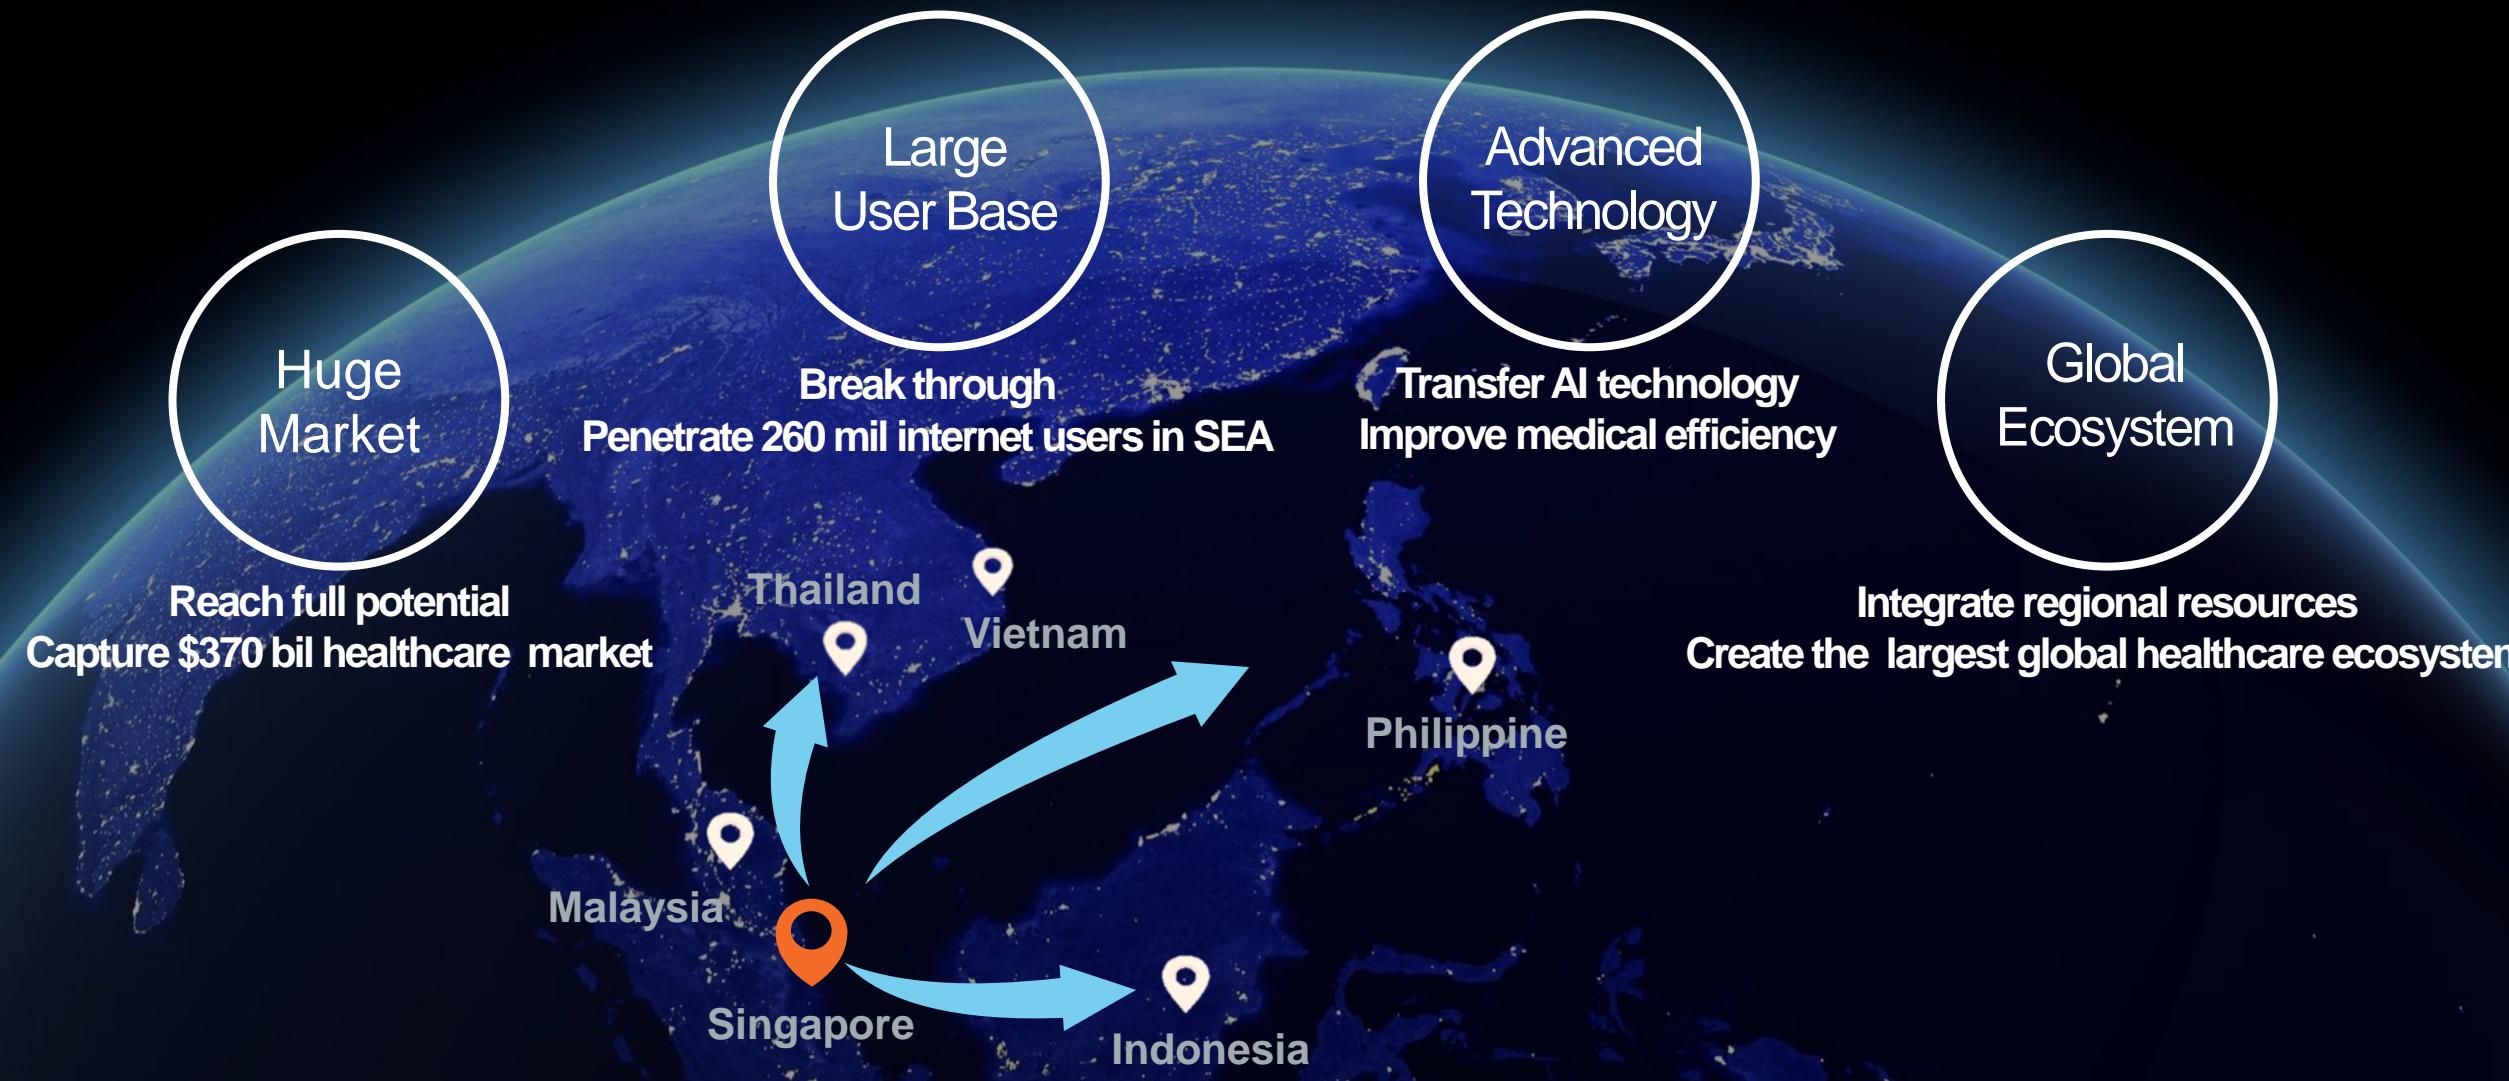 Large
User Base
Advanced
Technology
Huge
Market
Global
Ecosystem
Break through
Penetrate 260 mil internet users in SEA
Transfer AI technology
Improve medical efficiency
Reach full potential
Capture $370 bil healthcare market
Integrate regional resources
Create the largest global healthcare ecosystem
Thailand
Vietnam
Philippine
Malaysia
Singapore
Indonesia